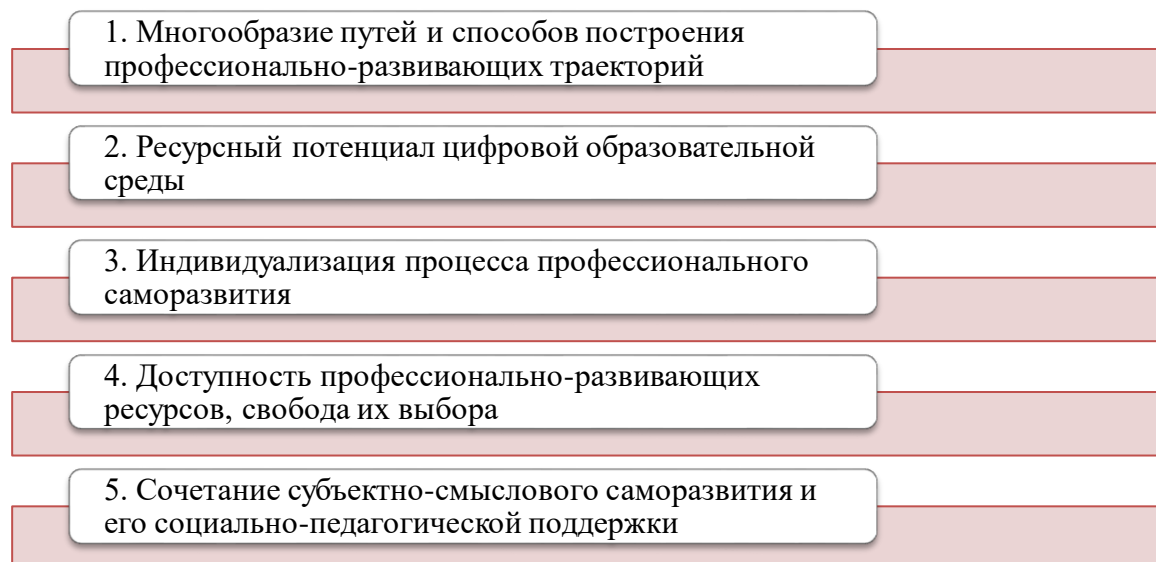 1. Многообразие путей и способов построения
профессионально-развивающих траекторий
2. Ресурсный потенциал цифровой образовательной
среды
3. Индивидуализация процесса профессионального
саморазвития
4. Доступность профессионально-развивающих
ресурсов, свобода их выбора
5. Сочетание субъектно-смыслового саморазвития и
его социально-педагогической поддержки